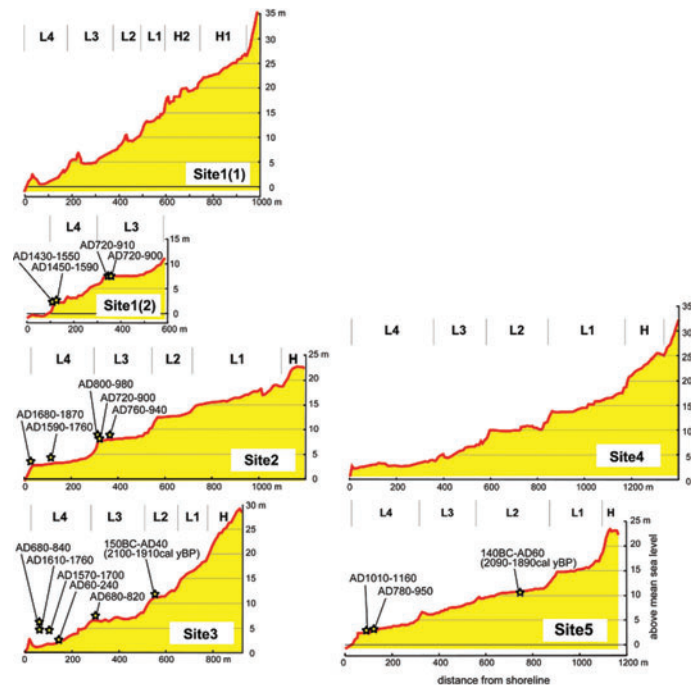 35 m
L4 L3 L2 L1 H2 H1
30
25
20
15
10
5
0
Site1(1)
0 200 400 600 800 1000 m
L4 L3
15 m
AD720-910
AD1430-1550
AD720-900
AD1450-1590
10
5
0
Site1(2)
0 200 400 600 m
L4 L3 L2 L1 H
25 m
AD800-980
AD720-900
AD1680-1870
AD760-940
AD1590-1760
20
15
10
5
0
Site2
0 200 400 600 800 1000 m
L4 L3 L2 L1 H
30 m
AD680-840
150BC-AD40
AD1610-1760
(2100-1910cal yBP)
AD1570-1700
AD60-240
AD680-820
25
20
15
10
5
0
Site3
0 200 400 600 800 m
L4 L3 L2 L1 H
30 m
25
20
15
10
5
0
Site4
0 200 400 600 800 1000 1200 m
L4 L3 L2 L1 H
25 m
140BC-AD60
(2090-1890cal yBP)
AD1010-1160
AD780-950
20
15
10
5
0
Site5
0 200 400 600 800 1000 1200 m
above mean sea level
distance from shoreline